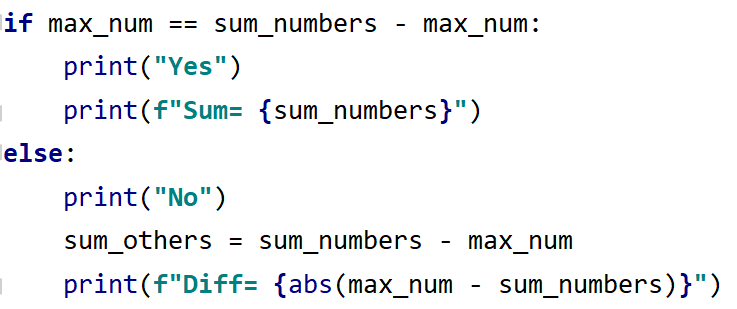 if max_num == sum_numbers - max_num:
    print("Yes")
    print(f"Sum= {sum_numbers}")
else:
    print("No")
    sum_others = sum_numbers - max_num
    print(f"Diff= {abs(max_num - sum_numbers)}")